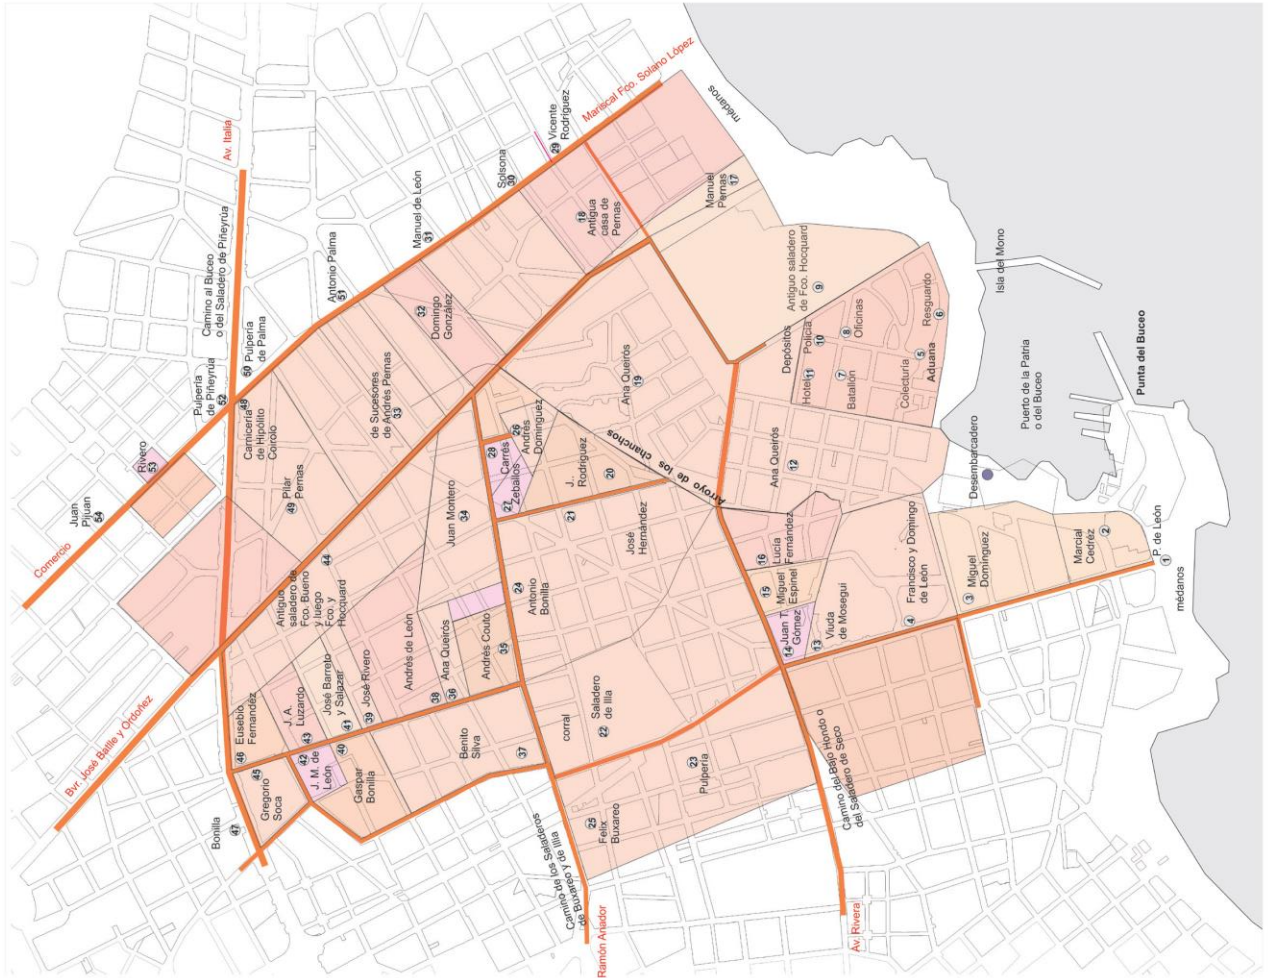 Comercio
Juan
Pijuan
54
Rivero
53
Bvr. José Batlle y Ordoñez
Av. Italia
Camino al Buceo
o del Saladero de Piñeyrúa
Pulpería
de Piñeyrúa
52
50 Pulpería
de Palma
48
Carnicería
de Hipólito
Coirolo
49 Pilar
Pernas
Antonio Palma
51
Manuel de León
31
Solsona
30
29 Vicente
Rodríguez
Mariscal Fco. Solano López
médanos
Bonilla
47
46 Eusebio
Fernandéz
45
Gregorio
Soca
J. A.
Luzardo
43
42
J. M. de
León
José Barreto
y Salazar
41
40
Gaspar
Bonilla
39 José Rivero
Antiguo
saladero de
Fco. Bueno
y luego
Fco. y
Hocquard
44
de Sucesores
de Andrés Pernas
33
32
Domingo
González
18
Antigua
casa de
Pernas
Manuel
Pernas
17
Andrés de León
38
Ana Queirós
36
Andrés Couto
35
Juan Montero
34
28
Carrés
27 Zeballos
26
Andrés
Dominguez
J.
Rodriguez
20
Ana Queirós
19
Arroyo de los chanchos
Benito
Silva
37
24
Antonio
Bonilla
21
José
Hernández
corral
Saladero
de Illa
22
23
Pulpería
25
Felix
Buxareo
Camino de los Saladeros
de Buxareo y de Illia
Ramón Anador
Antiguo saladero
de Fco. Hocquard
9
Depósitos
Hotel
11
Policía
10
8
Oficinas
7
Batallón
Resguardo
6
5
Colecturía
Aduana
Ana Queirós
12
16 Lucía
Fernández
15 Miguel
Espinel
14 Juan T.
Gómez
13 Viuda
de Mosegui
Francisco y Domingo
de León
4
Camino del Bajo Hondo o
del Saladero de Seco
Av. Rivera
3
Miguel
Dominguez
Marcial
Cedréz
2
P. de León
1
médanos
Desembarcadero
Puerto de la Patria
o del Buceo
Isla del Mono
Punta del Buceo